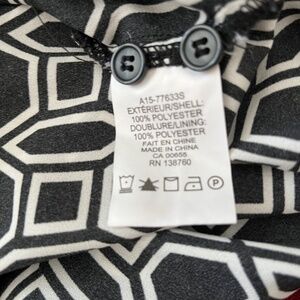 A15-77633S
EXTÉRIEUR/SHELL:
100% POLYESTER
DOUBLURE/LINING:
100% POLYESTER
FAIT EN CHINE
MADE IN CHINA
CA 00655
RN 138760